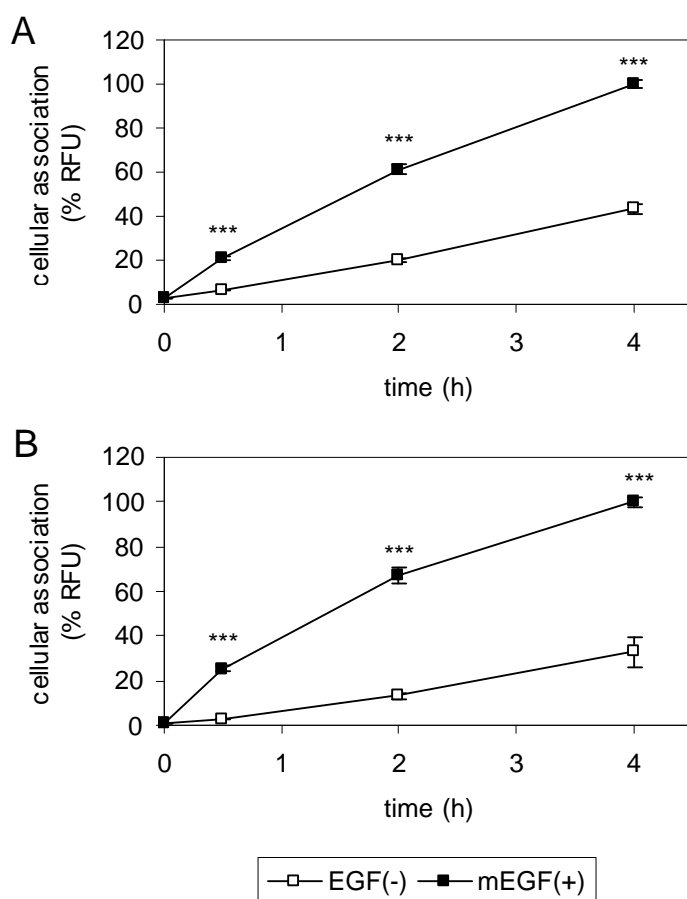 A
120
100
80
60
40
20
0
cellular association
(% RFU)
***
***
***
0 1 2 3 4
time (h)
B
120
100
80
60
40
20
0
cellular association
(% RFU)
***
***
***
0 1 2 3 4
time (h)
EGF(-) mEGF(+)